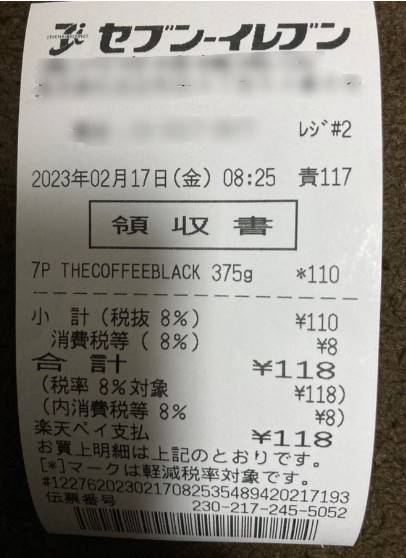 セブン-イレブン
レジ#2
2023年02月17日(金) 08:25 責117
領収書
7P THECOFFEEBLACK 375g *110
小 計(税抜 8%) ¥110
消費税等( 8%) ¥8
合 計 ¥118
(税率 8%対象 ¥118)
(内消費税等 8% ¥8)
楽天ペイ支払 ¥118
お買上明細は上記のとおりです。
[*]マークは軽減税率対象です。
#122762023021708253548942021​7193
伝票番号 230-217-245-5052